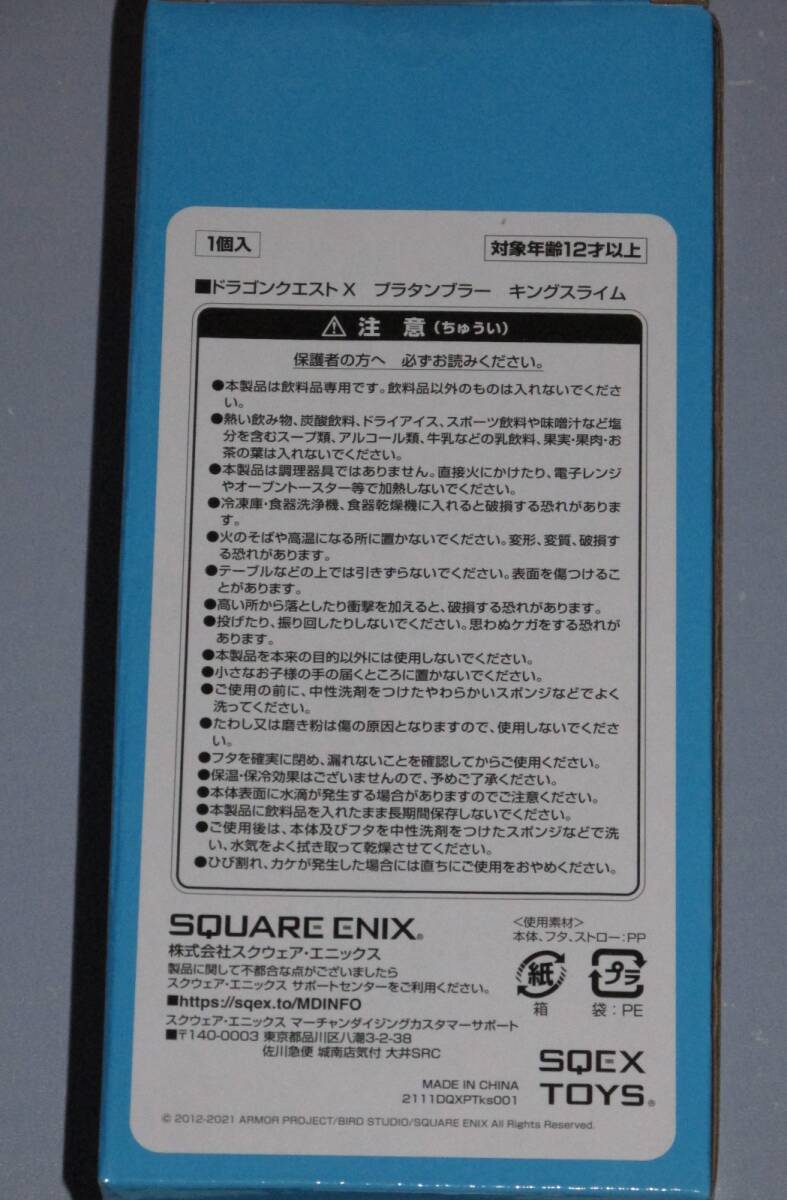 1個入
対象年齢12才以上
■ドラゴンクエストX プラタンブラー キングスライム
⚠ 注 意(ちゅうい)
保護者の方へ 必ずお読みください。
●本製品は飲料品専用です。飲料品以外のものは入れないでくださ
い。
●熱い飲み物、炭酸飲料、ドライアイス、スポーツ飲料や味噌汁など塩
分を含むスープ類、アルコール類、牛乳などの乳飲料、果実・果肉・お
茶の葉は入れないでください。
●本製品は調理器具ではありません。直接火にかけたり、電子レンジ
やオーブントースター等で加熱しないでください。
●冷凍庫・食器洗浄機、食器乾燥機に入れると破損する恐れがありま
す。
●火のそばや高温になる所に置かないでください。変形、変質、破損す
る恐れがあります。
●テーブルなどの上では引きずらないでください。表面を傷つけるこ
とがあります。
●高い所から落としたり衝撃を加えると、破損する恐れがあります。
●投げたり、振り回したりしないでください。思わぬケガをする恐れが
あります。
●本製品を本来の目的以外には使用しないでください。
●小さなお子様の手の届くところに置かないでください。
●ご使用の前に、中性洗剤をつけたやわらかいスポンジなどでよく
洗ってください。
●たわし又は磨き粉は傷の原因となりますので、使用しないでくださ
い。
●フタを確実に閉め、漏れないことを確認してからご使用ください。
●保温・保冷効果はございませんので、予めご了承ください。
●本体表面に水滴が発生する場合がありますのでご注意ください。
●本製品に飲料品を入れたまま長期間保存しないでください。
●ご使用後は、本体及びフタを中性洗剤をつけたスポンジなどで洗
い、水気をよく拭き取って乾燥させてください。
●ひび割れ、カケが発生した場合には直ちにご使用をおやめください。
SQUARE ENIX®
株式会社スクウェア・エニックス
製品に関して不都合な点がございましたら
スクウェア・エニックス サポートセンターをご利用ください。
■https://sqex.to/MDINFO
スクウェア・エニックス マーチャンダイジングカスタマーサポート
■〒140-0003 東京都品川区八潮3-2-38
佐川急便 城南店気付 大井SRC
<使用素材>
本体、フタ、ストロー:PP
紙
プラ
箱
袋:PE
SQEX
TOYS®
MADE IN CHINA
2111DQXPTks001
© 2012-2021 ARMOR PROJECT/BIRD STUDIO/SQUARE ENIX All Rights Reserved.